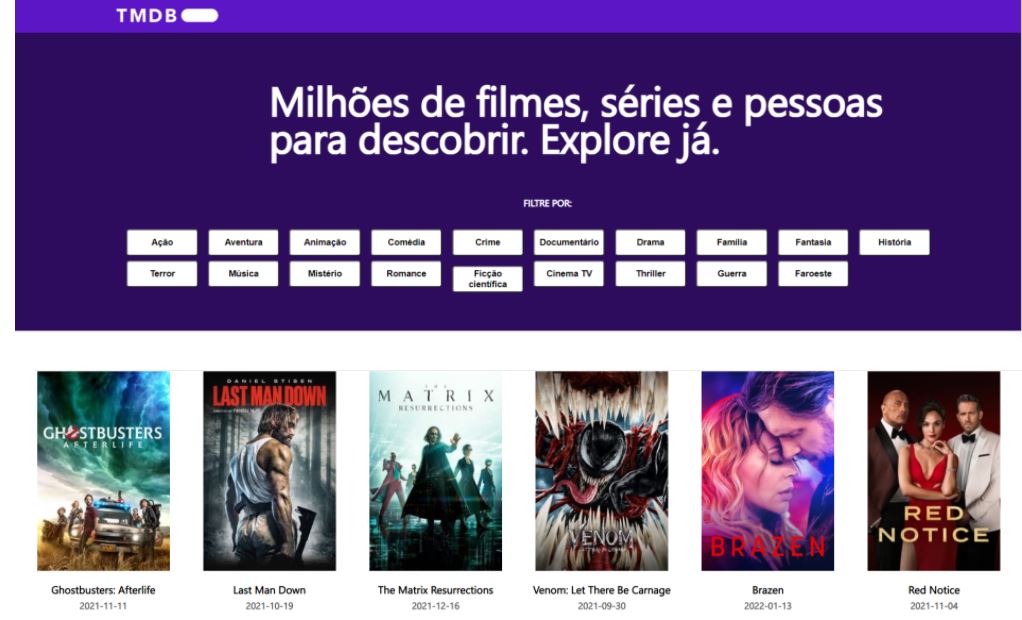 TMDB
Milhões de filmes, séries e pessoas
para descobrir. Explore já.
FILTRE POR:
Ação Aventura Animação Comédia Crime Documentário Drama Família Fantasia História
Terror Música Mistério Romance Ficção científica Cinema TV Thriller Guerra Faroeste
GHOSTBUSTERS
AFTERLIFE
DANIEL STISEN
LAST MAN DOWN
THE
MATRIX
RESURRECTIONS
VENOM
BRAZEN
RED
NOTICE
Ghostbusters: Afterlife
2021-11-11
Last Man Down
2021-10-19
The Matrix Resurrections
2021-12-16
Venom: Let There Be Carnage
2021-09-30
Brazen
2022-01-13
Red Notice
2021-11-04